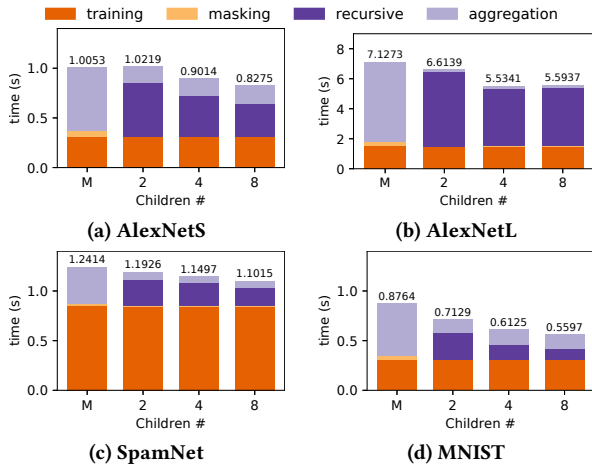 training masking recursive aggregation
time (s)
1.0
0.5
0.0
1.0053 1.0219 0.9014 0.8275
M 2 4 8
Children #
(a) AlexNetS
time (s)
8
6
4
2
0
7.1273 6.6139 5.5341 5.5937
M 2 4 8
Children #
(b) AlexNetL
time (s)
1.0
0.5
0.0
1.2414 1.1926 1.1497 1.1015
M 2 4 8
Children #
(c) SpamNet
time (s)
1.0
0.5
0.0
0.8764 0.7129 0.6125 0.5597
M 2 4 8
Children #
(d) MNIST